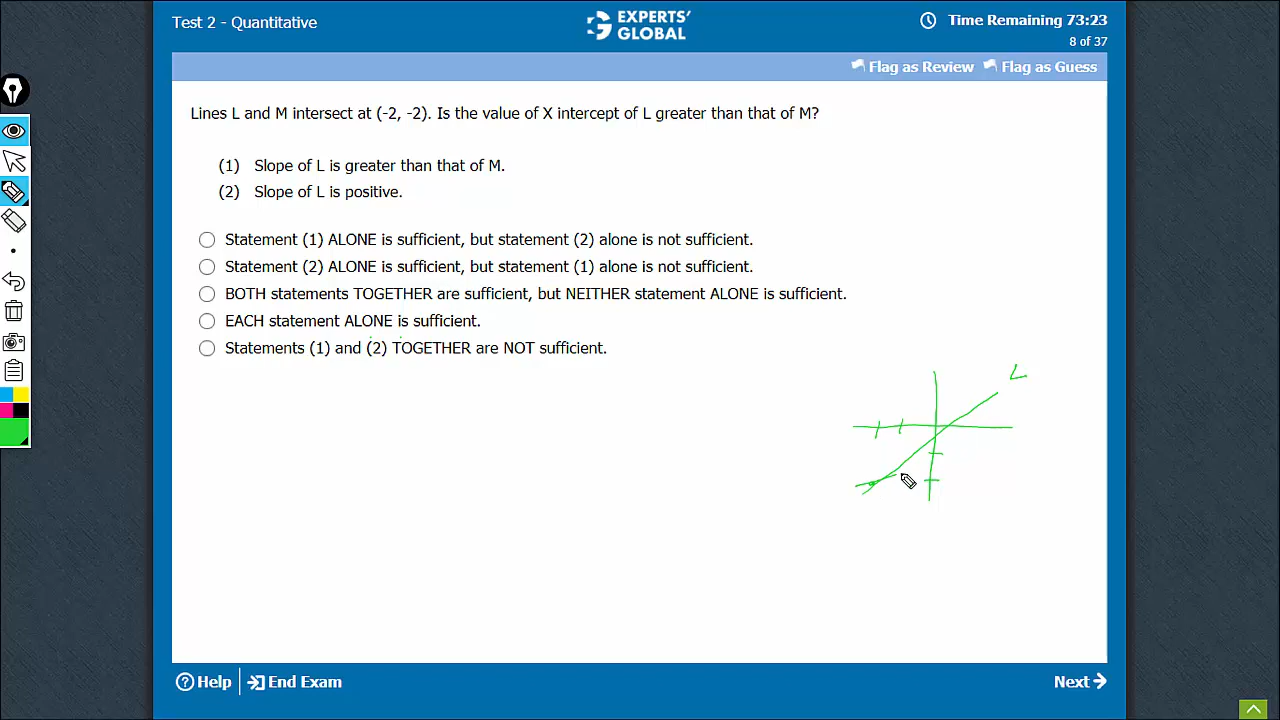 Test 2 - Quantitative
EXPERTS'
GLOBAL
Time Remaining 73:23
8 of 37
Flag as Review
Flag as Guess
Lines L and M intersect at (-2, -2). Is the value of X intercept of L greater than that of M?
(1) Slope of L is greater than that of M.
(2) Slope of L is positive.
Statement (1) ALONE is sufficient, but statement (2) alone is not sufficient.
Statement (2) ALONE is sufficient, but statement (1) alone is not sufficient.
BOTH statements TOGETHER are sufficient, but NEITHER statement ALONE is sufficient.
EACH statement ALONE is sufficient.
Statements (1) and (2) TOGETHER are NOT sufficient.
L
Help
End Exam
Next